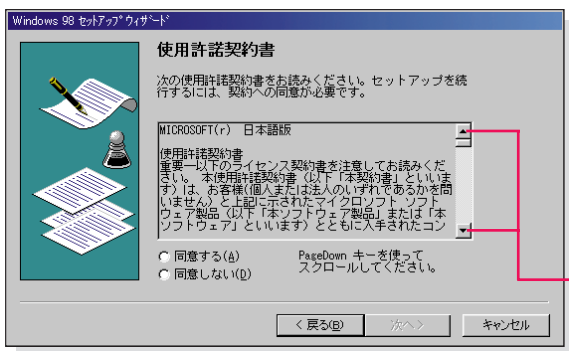 Windows 98 ｾｯﾄｱｯﾌﾟ ｳｨｻﾞｰﾄﾞ
使用許諾契約書
次の使用許諾契約書をお読みください。セットアップを続
行するには、契約への同意が必要です。
MICROSOFT(r) 日本語版
使用許諾契約書
重要－以下のライセンス契約書を注意してお読みくだ
さい。 本使用許諾契約書（以下「本契約書」といいま
す）は、お客様（個人または法人のいずれであるかを問
いません）と上記に示されたマイクロソフト ソフト
ウェア製品（以下「本ソフトウェア製品」または「本
ソフトウェア」といいます）とともに入手されたコン
同意する(A)
同意しない(D)
PageDown キーを使って
スクロールしてください。
< 戻る(B)
次へ >
キャンセル